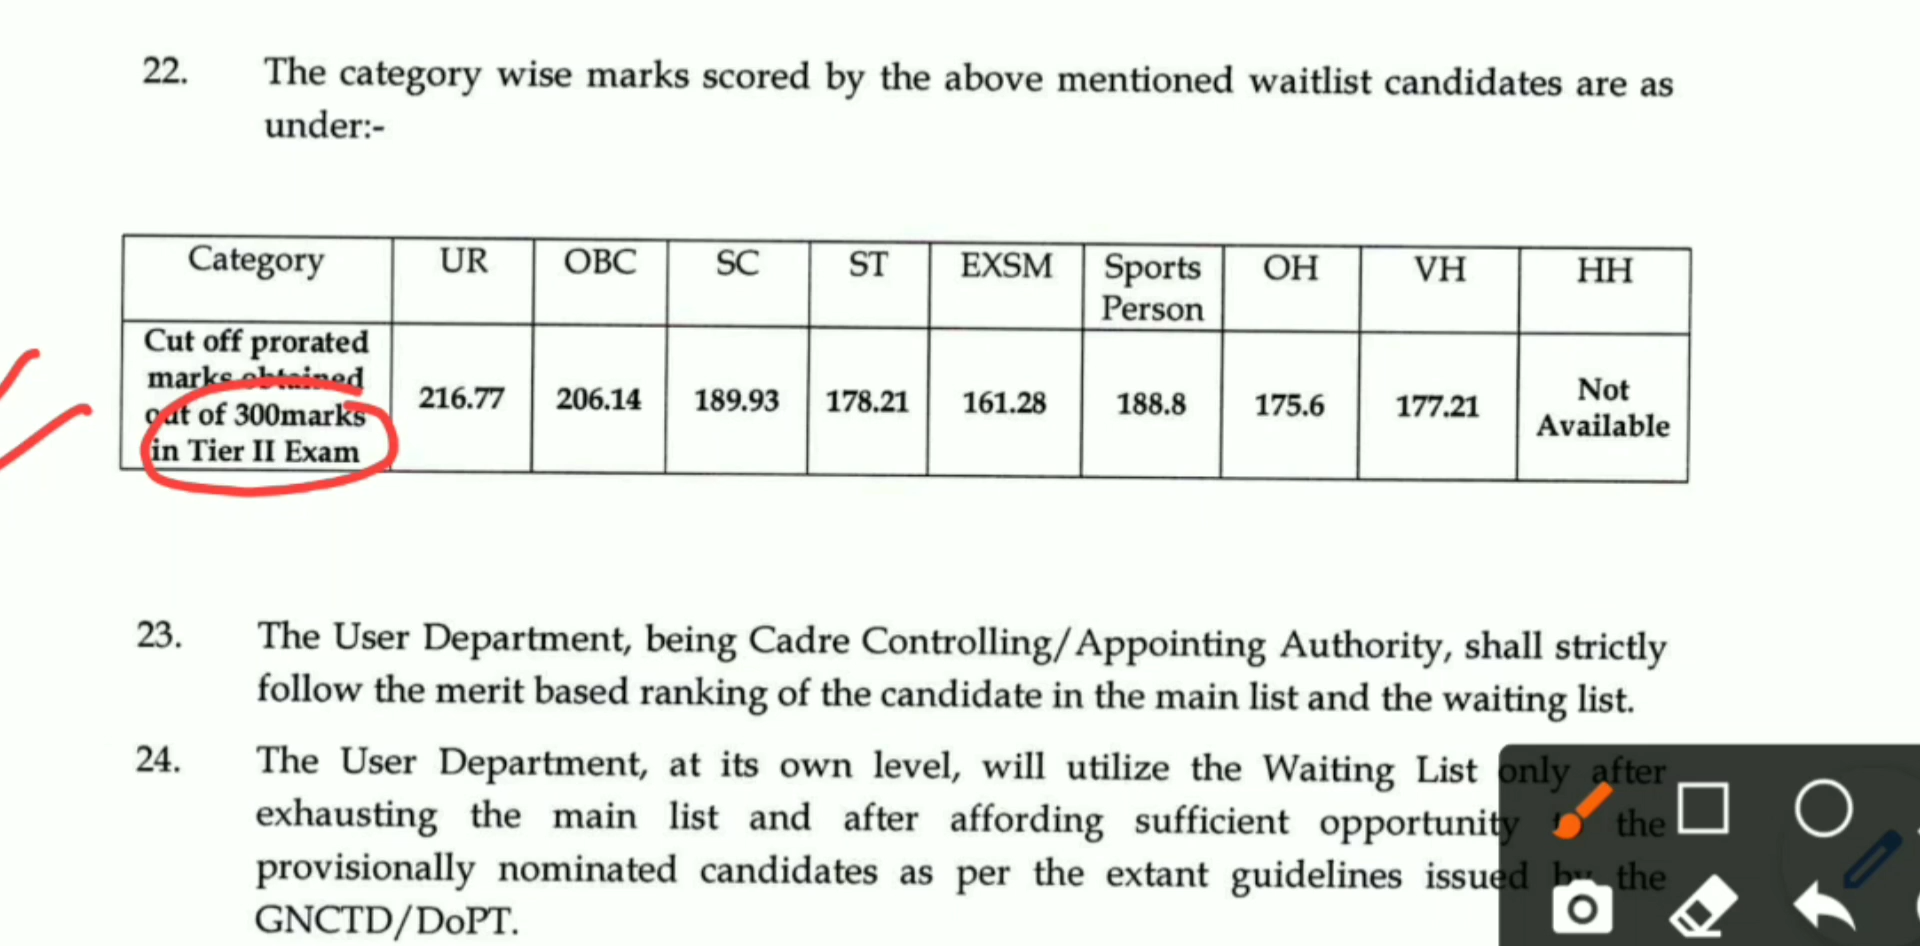 22. The category wise marks scored by the above mentioned waitlist candidates are as
under:-
Category UR OBC SC ST EXSM Sports Person OH VH HH
Cut off prorated
marks obtained
out of 300marks
in Tier II Exam
216.77 206.14 189.93 178.21 161.28 188.8 175.6 177.21 Not Available
23. The User Department, being Cadre Controlling/Appointing Authority, shall strictly
follow the merit based ranking of the candidate in the main list and the waiting list.
24. The User Department, at its own level, will utilize the Waiting List only after
exhausting the main list and after affording sufficient opportunity to the
provisionally nominated candidates as per the extant guidelines issued by the
GNCTD/DoPT.